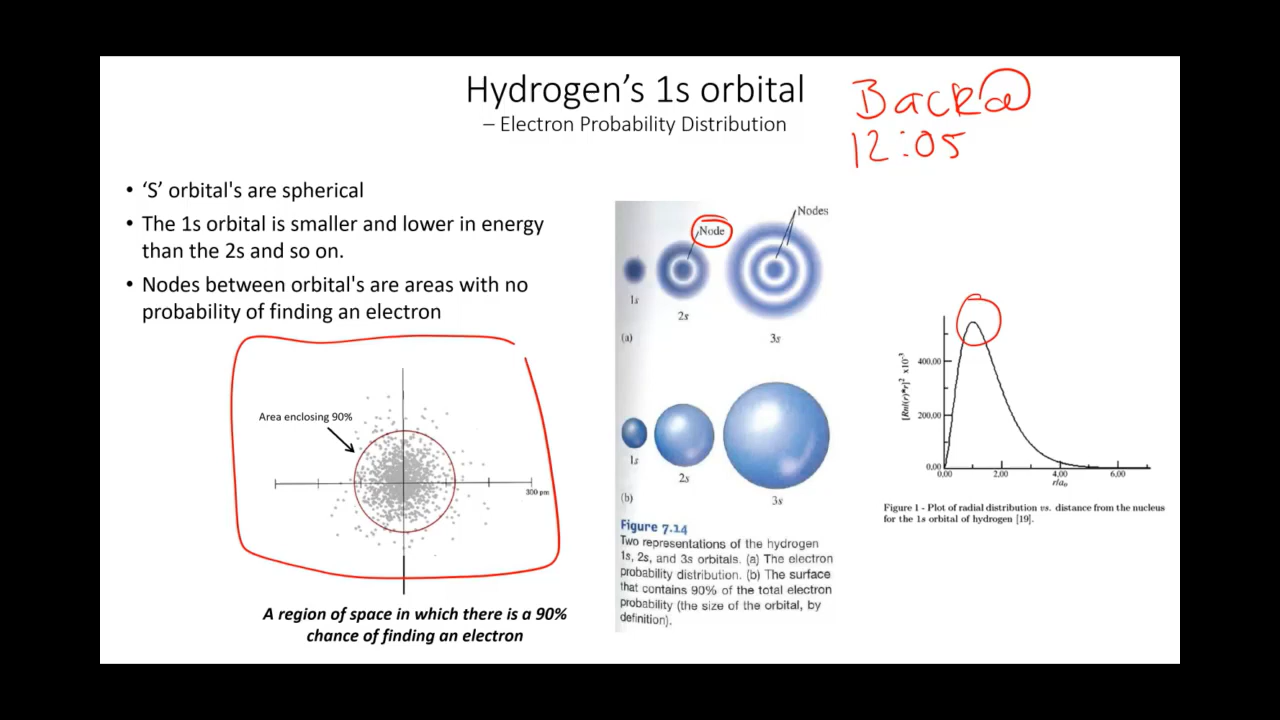 Hydrogen's 1s orbital
– Electron Probability Distribution
Back @
12:05
• 'S' orbital's are spherical
• The 1s orbital is smaller and lower in energy
than the 2s and so on.
• Nodes between orbital's are areas with no
probability of finding an electron
Area enclosing 90%
300 pm
A region of space in which there is a 90%
chance of finding an electron
Nodes
Node
1s
2s
3s
(a)
1s
2s
3s
(b)
Figure 7.14
Two representations of the hydrogen
1s, 2s, and 3s orbitals. (a) The electron
probability distribution. (b) The surface
that contains 90% of the total electron
probability (the size of the orbital, by
definition).
[Rnl(r)*r]² x10⁻³
400,00
200,00
0,00
0,00 2,00 4,00 6,00
r/a₀
Figure 1 - Plot of radial distribution vs. distance from the nucleus
for the 1s orbital of hydrogen [19].